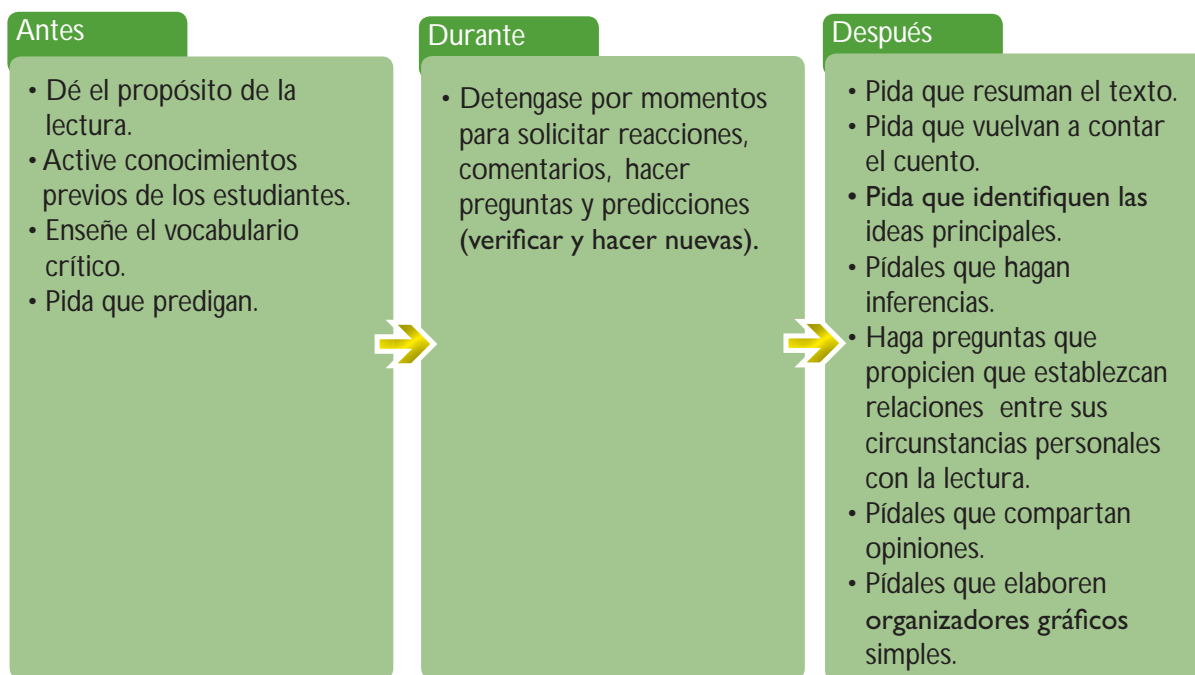 Antes
• Dé el propósito de la
lectura.
• Active conocimientos
previos de los estudiantes.
• Enseñe el vocabulario
crítico.
• Pida que predigan.
Durante
• Detengase por momentos
para solicitar reacciones,
comentarios, hacer
preguntas y predicciones
(verificar y hacer nuevas).
Después
• Pida que resuman el texto.
• Pida que vuelvan a contar
el cuento.
• Pida que identifiquen las
ideas principales.
• Pídales que hagan
inferencias.
• Haga preguntas que
propicien que establezcan
relaciones entre sus
circunstancias personales
con la lectura.
• Pídales que compartan
opiniones.
• Pídales que elaboren
organizadores gráficos
simples.